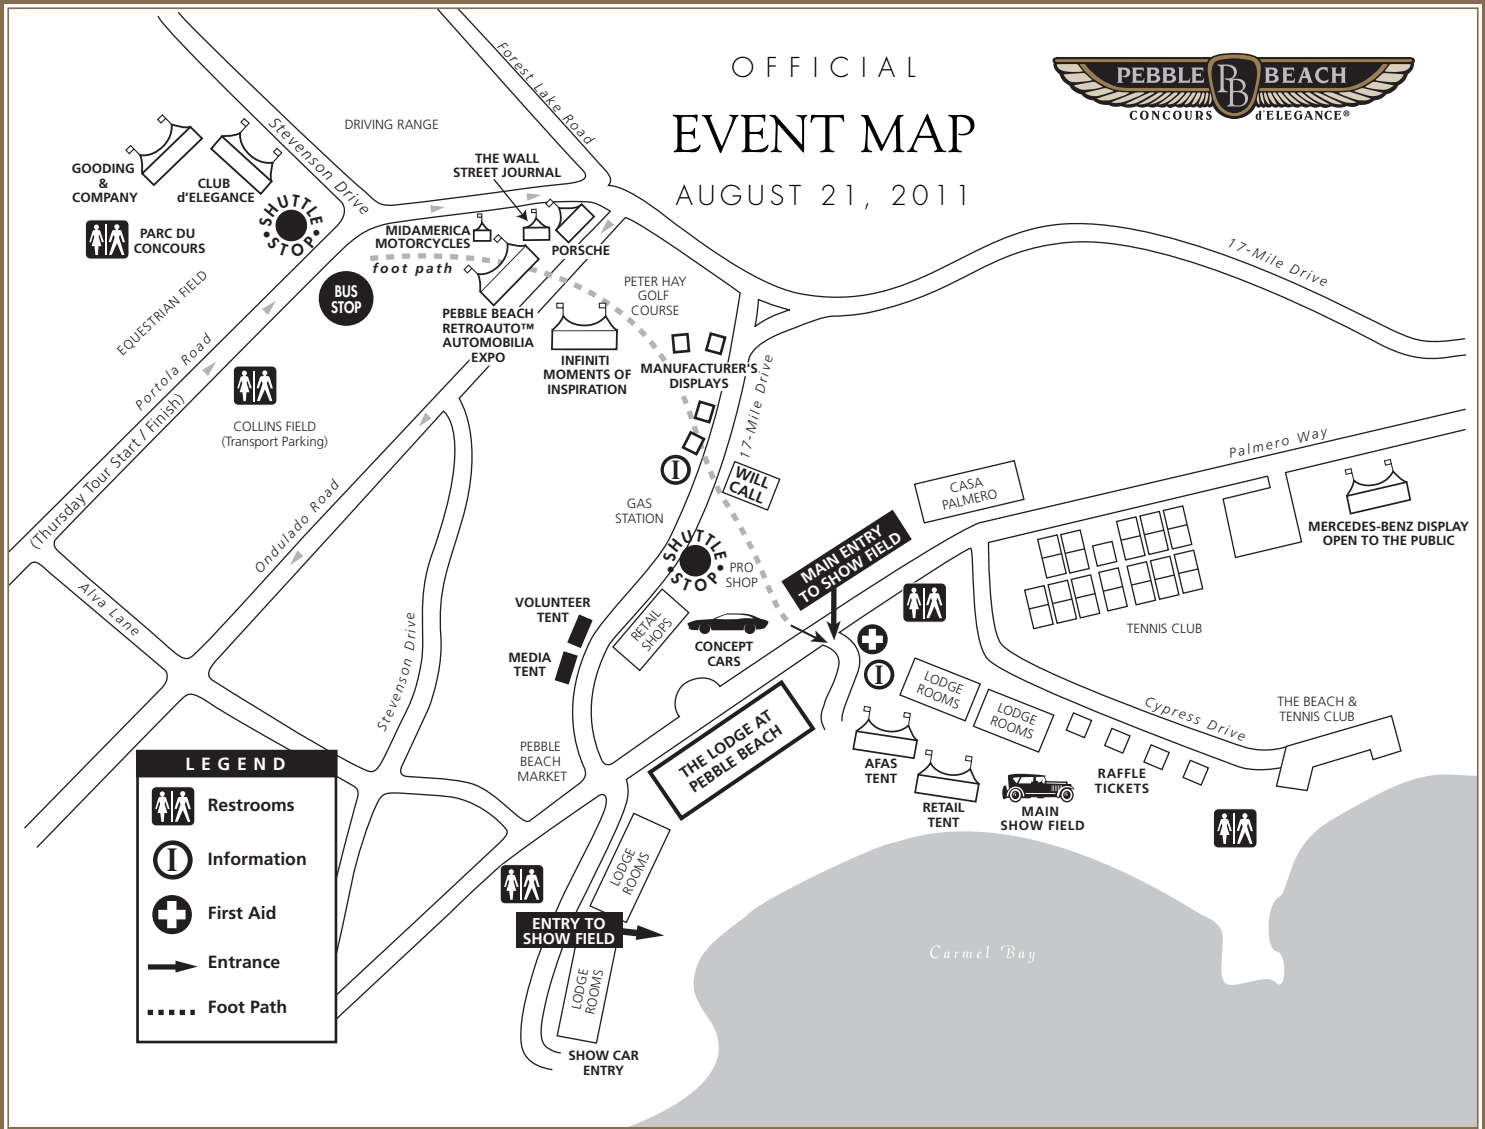 OFFICIAL
EVENT MAP
AUGUST 21, 2011
PEBBLE PB BEACH
CONCOURS d'ELEGANCE®
Forest Lake Road
Stevenson Drive
DRIVING RANGE
GOODING
&
COMPANY
CLUB
d'ELEGANCE
SHUTTLE
• STOP •
PARC DU
CONCOURS
THE WALL
STREET JOURNAL
MIDAMERICA
MOTORCYCLES
PORSCHE
foot path
BUS
STOP
EQUESTRIAN FIELD
Portola Road
(Thursday Tour Start / Finish)
PEBBLE BEACH
RETROAUTO™
AUTOMOBILIA
EXPO
INFINITI
MOMENTS OF
INSPIRATION
PETER HAY
GOLF
COURSE
MANUFACTURER'S
DISPLAYS
17-Mile Drive
17-Mile Drive
COLLINS FIELD
(Transport Parking)
I
WILL
CALL
GAS
STATION
Ondulado Road
Alva Lane
Stevenson Drive
SHUTTLE
• STOP •
PRO
SHOP
MAIN ENTRY
TO SHOW FIELD
CASA
PALMERO
Palmero Way
MERCEDES-BENZ DISPLAY
OPEN TO THE PUBLIC
TENNIS CLUB
VOLUNTEER
TENT
MEDIA
TENT
RETAIL
SHOPS
CONCEPT
CARS
I
LODGE
ROOMS
LODGE
ROOMS
Cypress Drive
THE BEACH &
TENNIS CLUB
THE LODGE AT
PEBBLE BEACH
PEBBLE
BEACH
MARKET
AFAS
TENT
RETAIL
TENT
MAIN
SHOW FIELD
RAFFLE
TICKETS
LODGE
ROOMS
ENTRY TO
SHOW FIELD
LODGE
ROOMS
SHOW CAR
ENTRY
Carmel Bay
LEGEND
Restrooms
I
Information
First Aid
Entrance
Foot Path